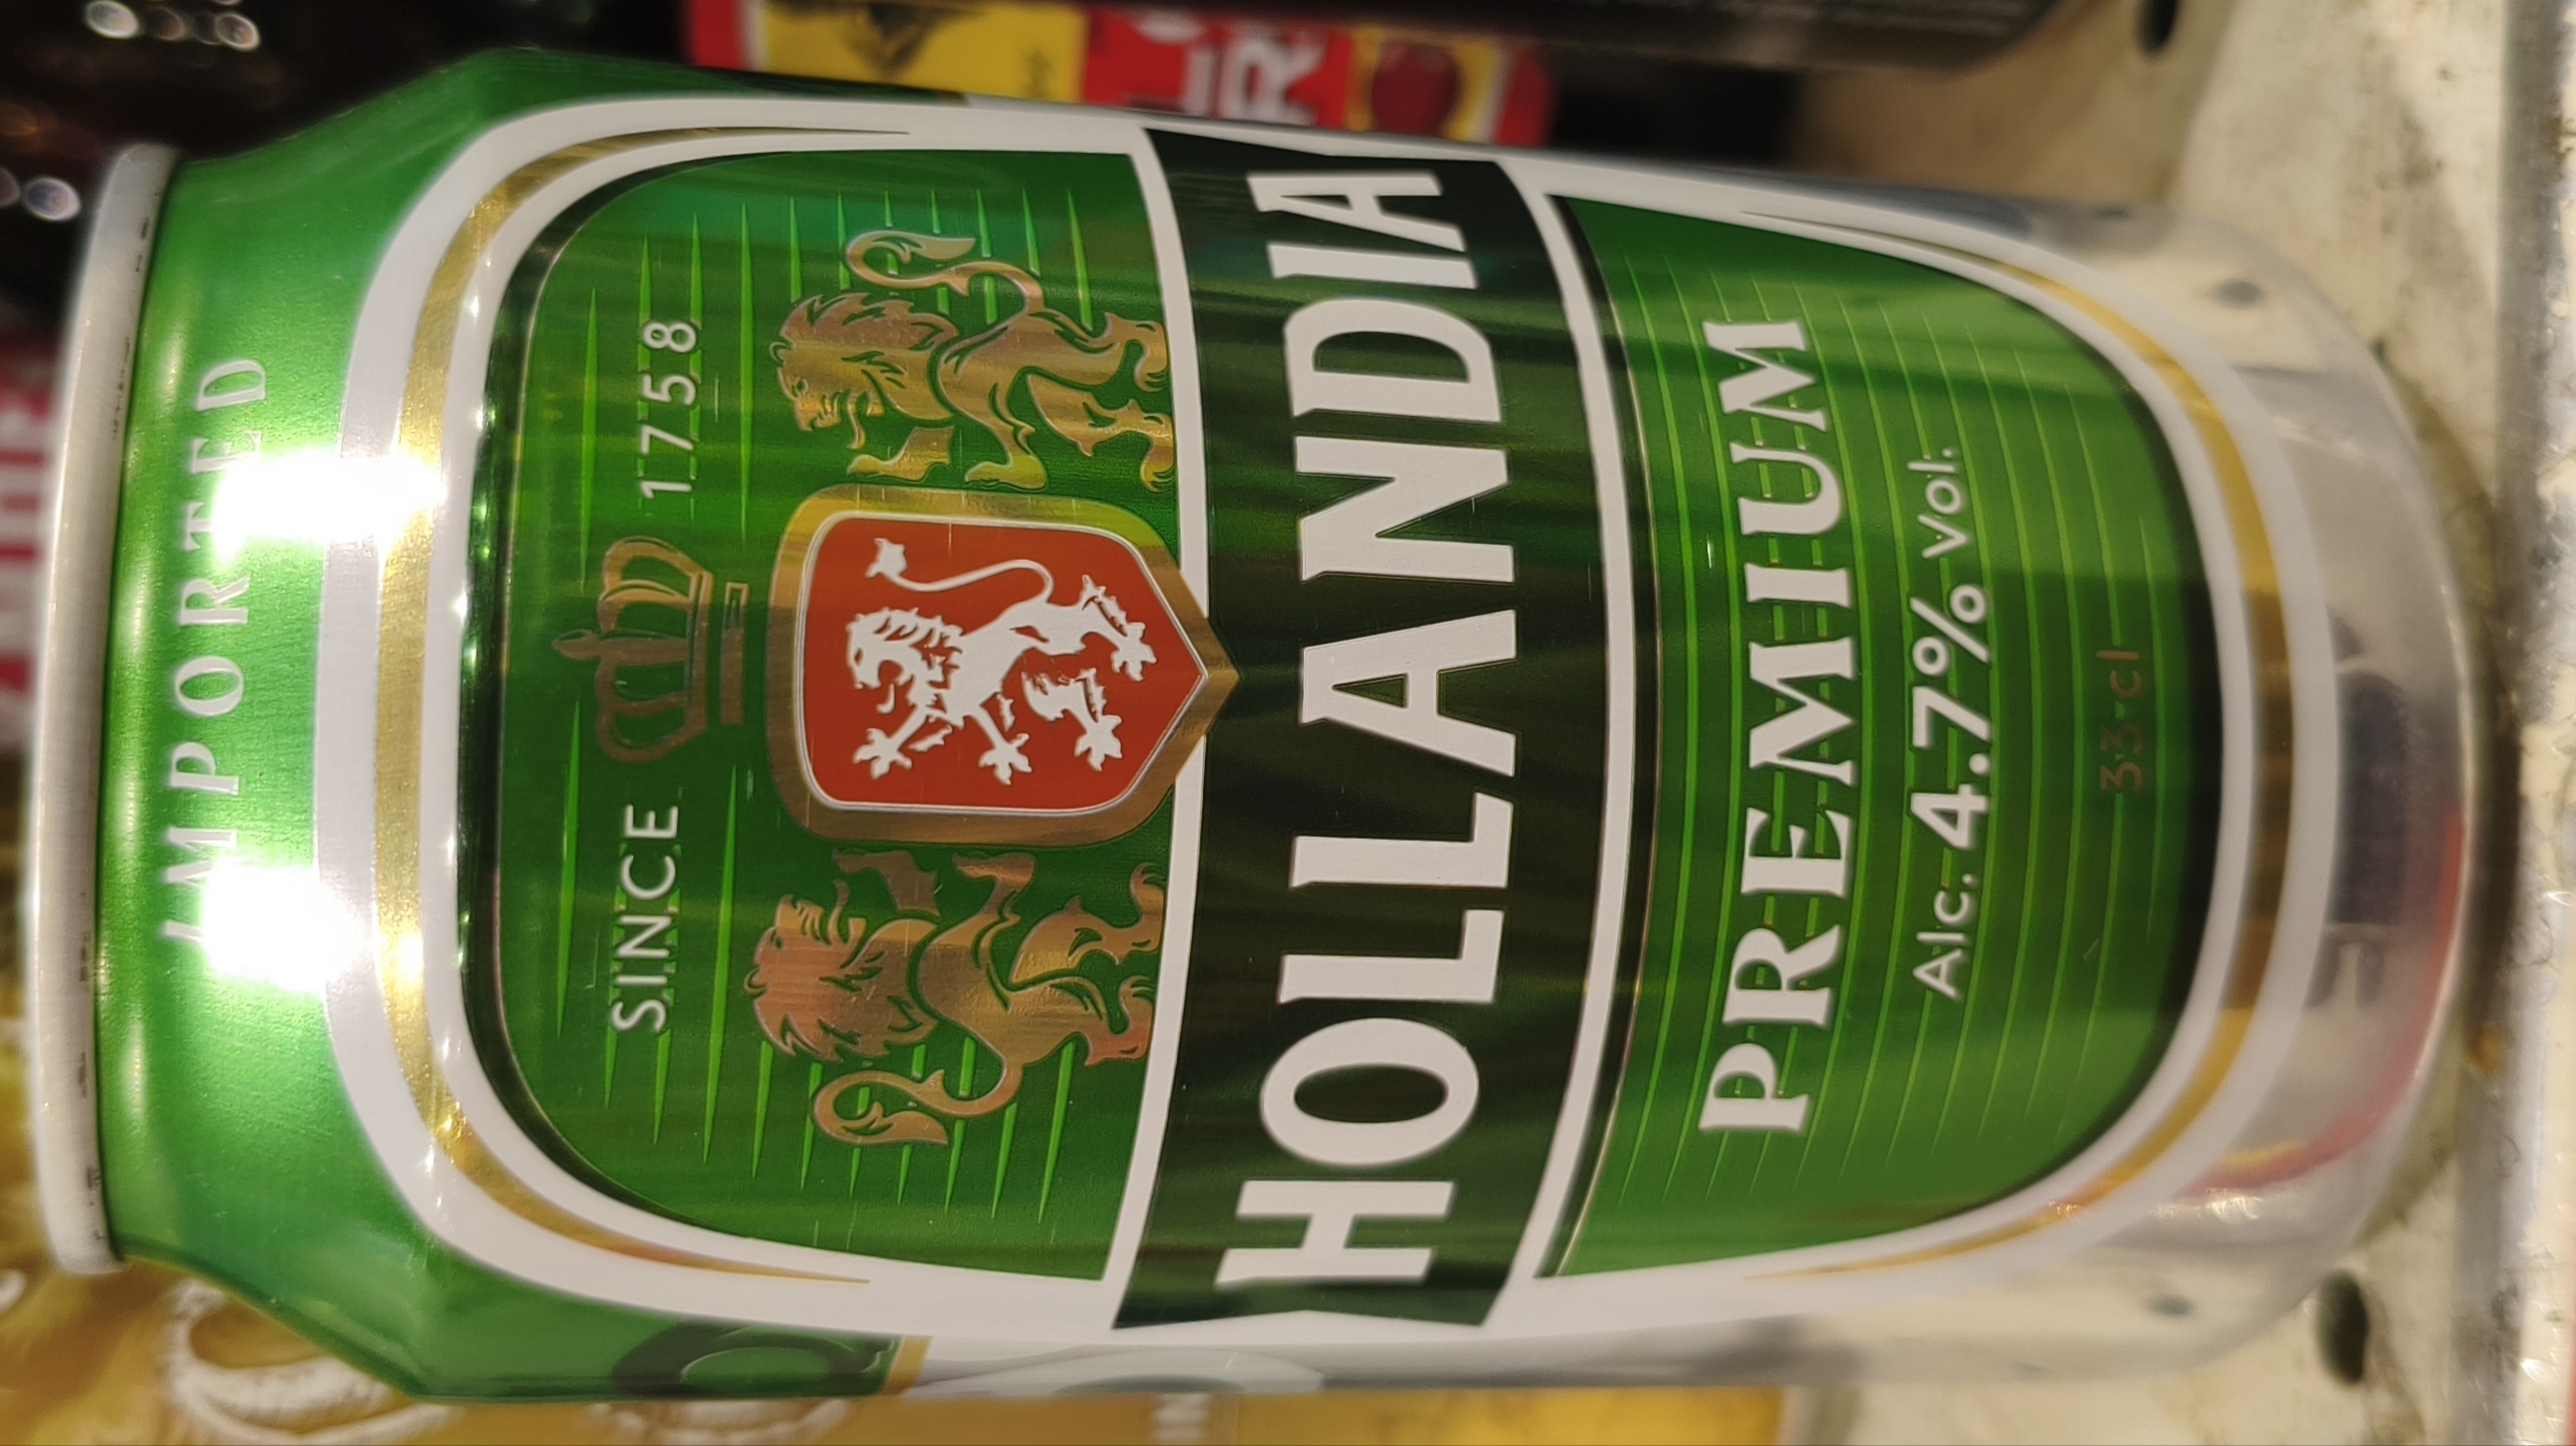 IMPORTED
SINCE 1758
HOLLANDIA
PREMIUM
Alc. 4.7% Vol.
33 cl